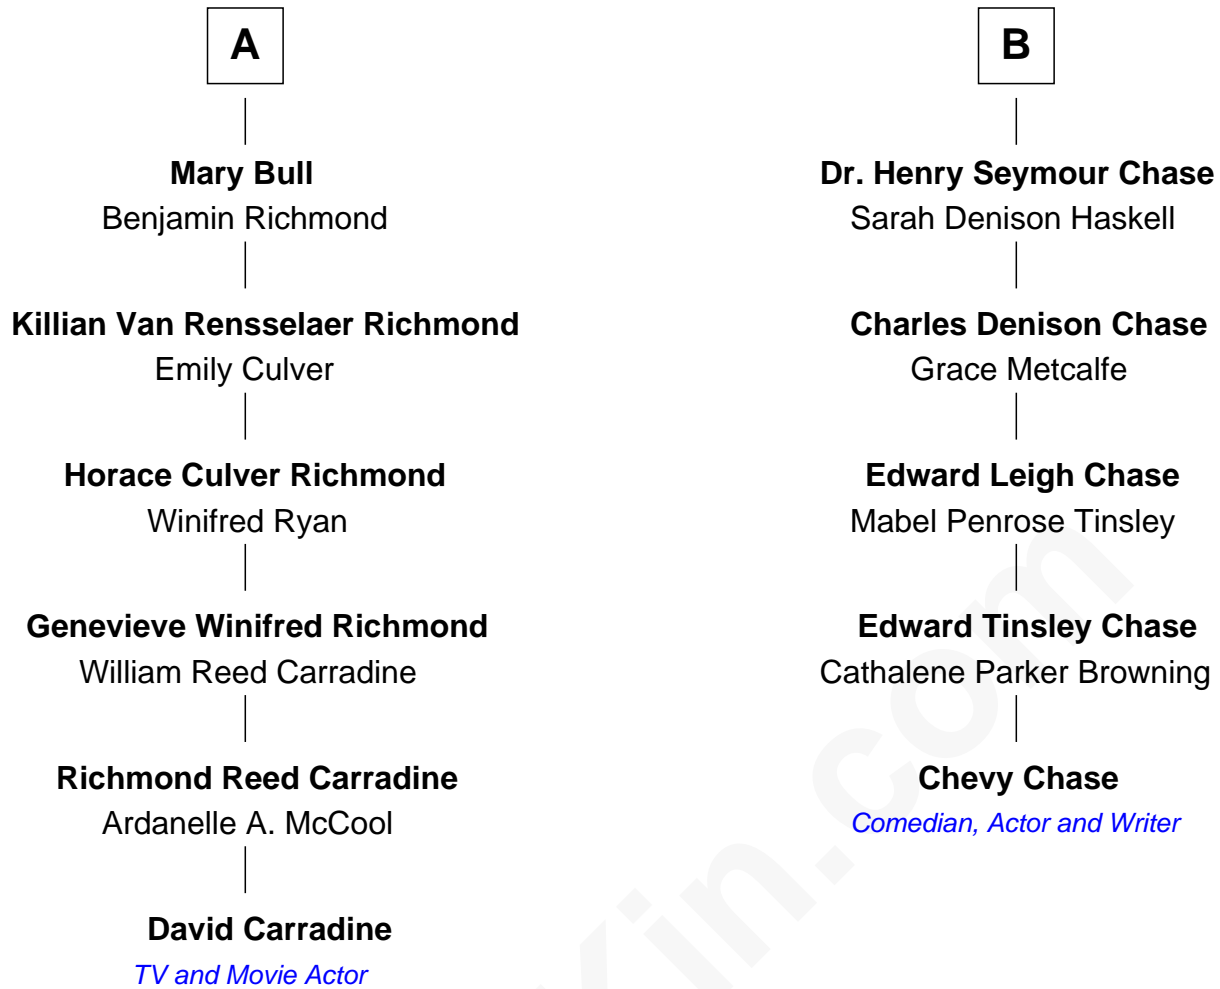 A
Mary Bull
Benjamin Richmond
Killian Van Rensselaer Richmond
Emily Culver
Horace Culver Richmond
Winifred Ryan
Genevieve Winifred Richmond
William Reed Carradine
Richmond Reed Carradine
Ardanelle A. McCool
David Carradine
TV and Movie Actor
B
Dr. Henry Seymour Chase
Sarah Denison Haskell
Charles Denison Chase
Grace Metcalfe
Edward Leigh Chase
Mabel Penrose Tinsley
Edward Tinsley Chase
Cathalene Parker Browning
Chevy Chase
Comedian, Actor and Writer
Kin.com